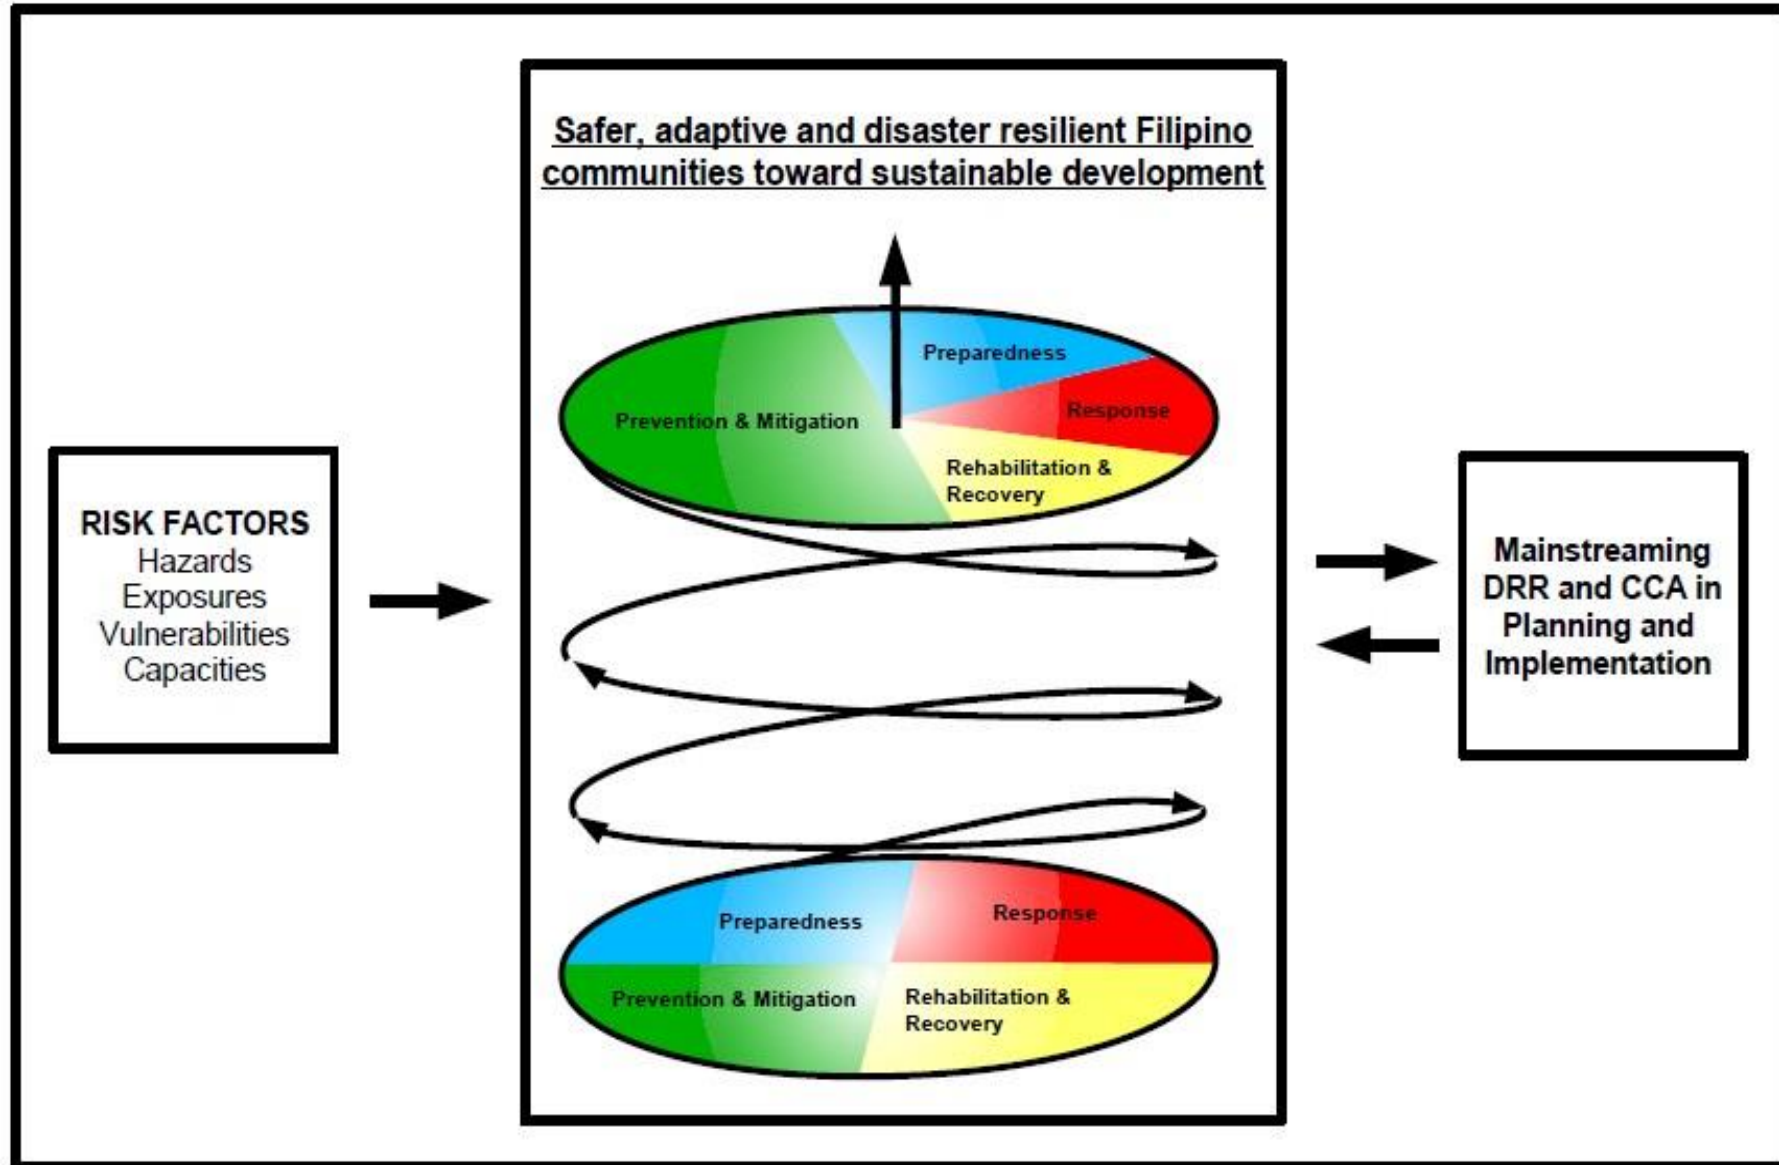 Safer, adaptive and disaster resilient Filipino
communities toward sustainable development
RISK FACTORS
Hazards
Exposures
Vulnerabilities
Capacities
Preparedness
Prevention & Mitigation
Response
Rehabilitation &
Recovery
Preparedness
Response
Prevention & Mitigation
Rehabilitation &
Recovery
Mainstreaming
DRR and CCA in
Planning and
Implementation